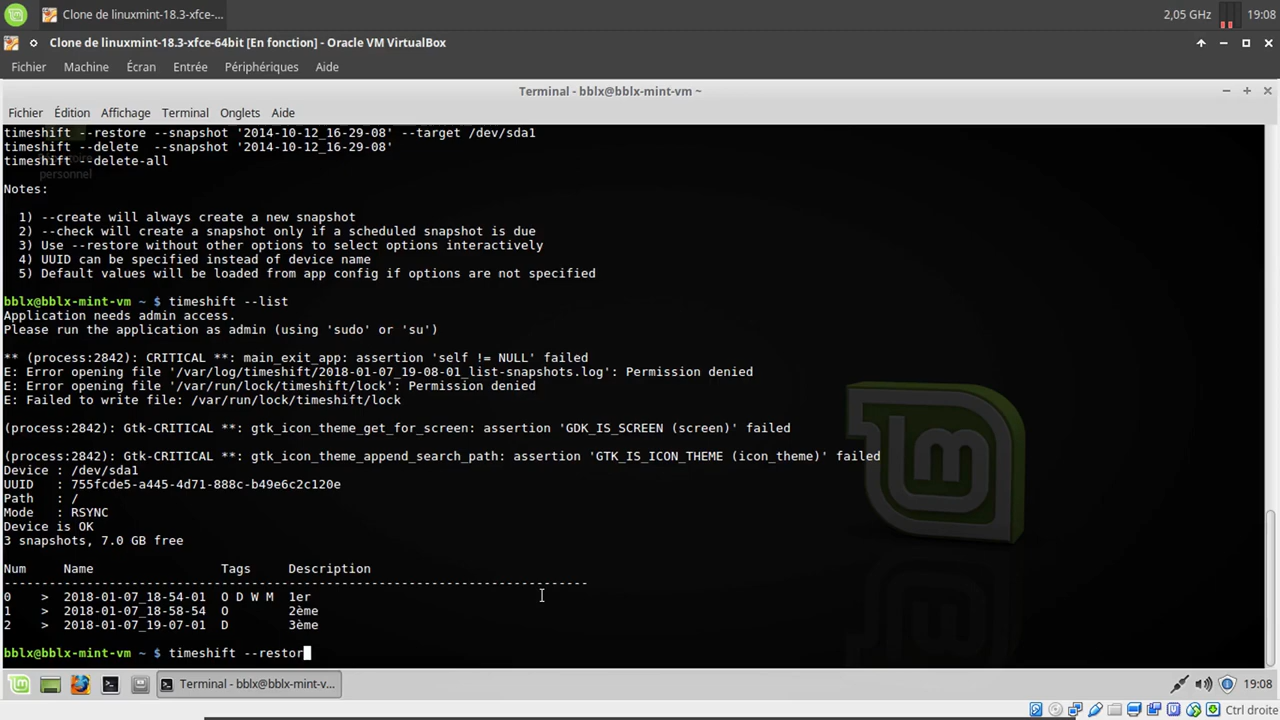 Clone de linuxmint-18.3-xfce-...
2,05 GHz
19:08
Clone de linuxmint-18.3-xfce-64bit [En fonction] - Oracle VM VirtualBox
Fichier Machine Écran Entrée Périphériques Aide
Terminal - bblx@bblx-mint-vm ~
Fichier Édition Affichage Terminal Onglets Aide
timeshift --restore --snapshot '2014-10-12_16-29-08' --target /dev/sda1
timeshift --delete  --snapshot '2014-10-12_16-29-08'
timeshift --delete-all
personnel
Notes:
1) --create will always create a new snapshot
2) --check will create a snapshot only if a scheduled snapshot is due
3) Use --restore without other options to select options interactively
4) UUID can be specified instead of device name
5) Default values will be loaded from app config if options are not specified
bblx@bblx-mint-vm ~ $ timeshift --list
Application needs admin access.
Please run the application as admin (using 'sudo' or 'su')
** (process:2842): CRITICAL **: main_exit_app: assertion 'self != NULL' failed
E: Error opening file '/var/log/timeshift/2018-01-07_19-08-01_list-snapshots.log': Permission denied
E: Error opening file '/var/run/lock/timeshift/lock': Permission denied
E: Failed to write file: /var/run/lock/timeshift/lock
(process:2842): Gtk-CRITICAL **: gtk_icon_theme_get_for_screen: assertion 'GDK_IS_SCREEN (screen)' failed
(process:2842): Gtk-CRITICAL **: gtk_icon_theme_append_search_path: assertion 'GTK_IS_ICON_THEME (icon_theme)' failed
Device : /dev/sda1
UUID   : 755fcde5-a445-4d71-888c-b49e6c2c120e
Path   : /
Mode   : RSYNC
Device is OK
3 snapshots, 7.0 GB free
Num     Name                 Tags     Description
------------------------------------------------------------------------------
0    >  2018-01-07_18-54-01  O D W M  1er
1    >  2018-01-07_18-58-54  O        2ème
2    >  2018-01-07_19-07-01  D        3ème
bblx@bblx-mint-vm ~ $ timeshift --restor
Terminal - bblx@bblx-mint-v...
19:08
Ctrl droite